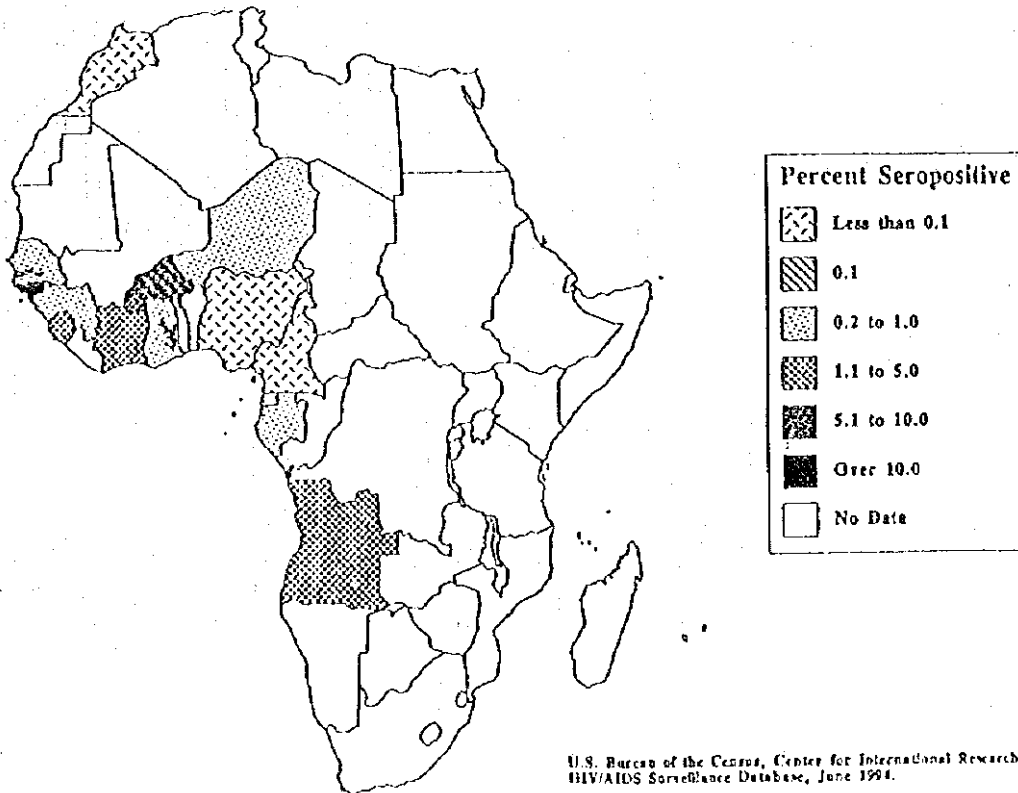 Percent Seropositive
Less than 0.1
0.1
0.2 to 1.0
1.1 to 5.0
5.1 to 10.0
Over 10.0
No Data
U.S. Bureau of the Census, Center for International Research
HIV/AIDS Surveillance Database, June 1994.